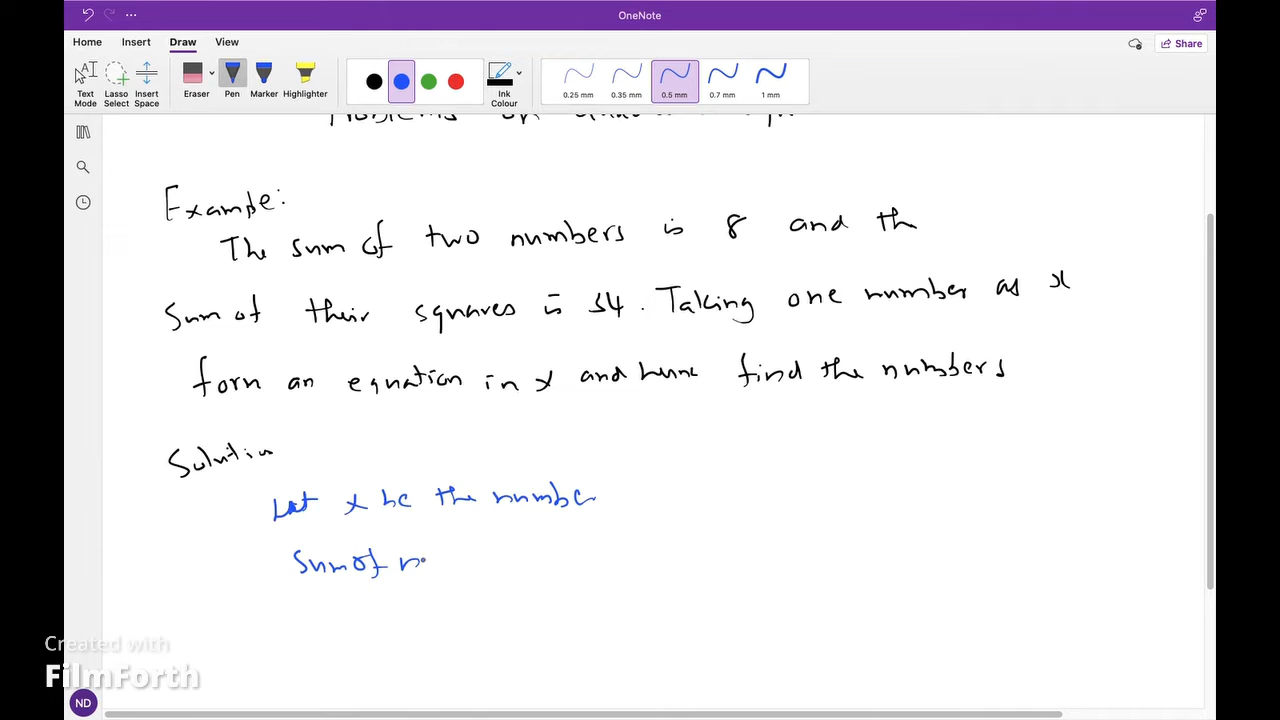 OneNote
Home Insert Draw View
Share
Text Mode Lasso Select Insert Space Eraser Pen Marker Highlighter Ink Colour 0.25 mm 0.35 mm 0.5 mm 0.7 mm 1 mm
Problems on
Example:
The sum of two numbers is 8 and th
sum of their squares is 34. Taking one number as x
form an equation in x and hence find the numbers
Solution
Let x be the number
Sum of n
Created with
FilmForth
ND